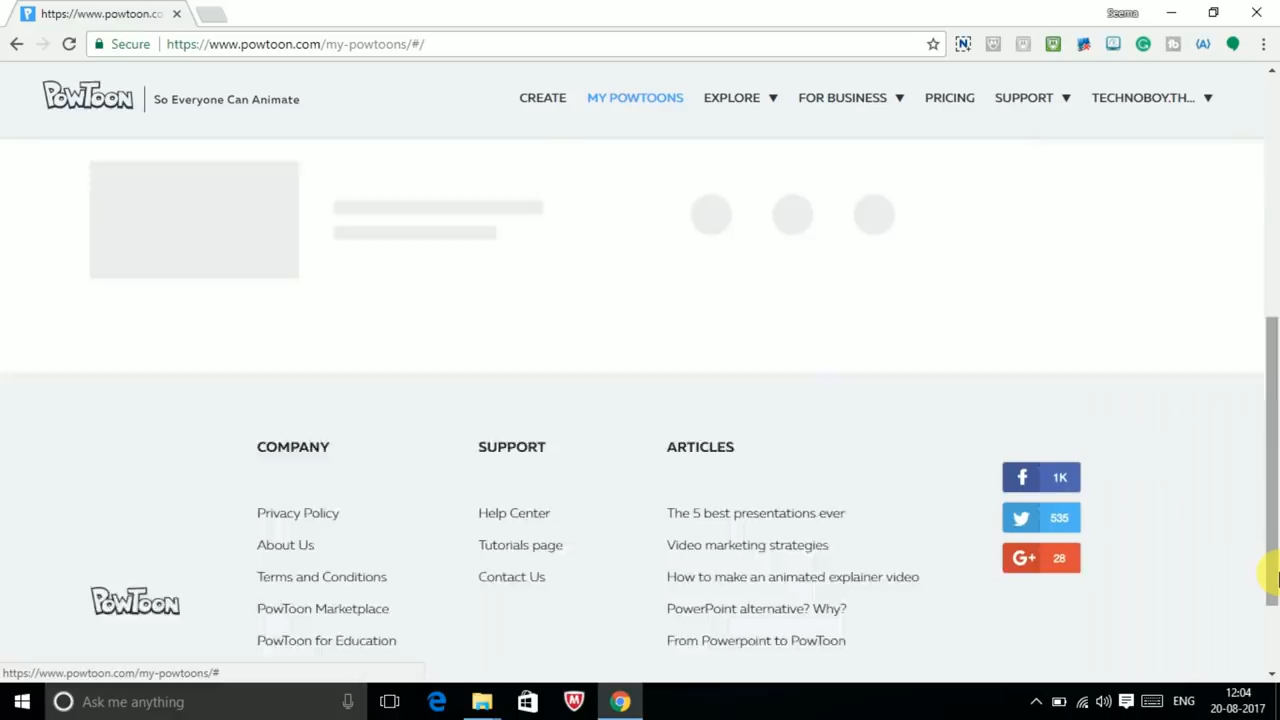 https://www.powtoon.co
Seema
Secure
https://www.powtoon.com/my-powtoons/#/
PowToon
So Everyone Can Animate
CREATE
MY POWTOONS
EXPLORE ▼
FOR BUSINESS ▼
PRICING
SUPPORT ▼
TECHNOBOY.TH... ▼
COMPANY
Privacy Policy
About Us
Terms and Conditions
PowToon Marketplace
PowToon for Education
SUPPORT
Help Center
Tutorials page
Contact Us
ARTICLES
The 5 best presentations ever
Video marketing strategies
How to make an animated explainer video
PowerPoint alternative? Why?
From Powerpoint to PowToon
1K
535
G+ 28
PowToon
https://www.powtoon.com/my-powtoons/#
Ask me anything
ENG
12:04
20-08-2017